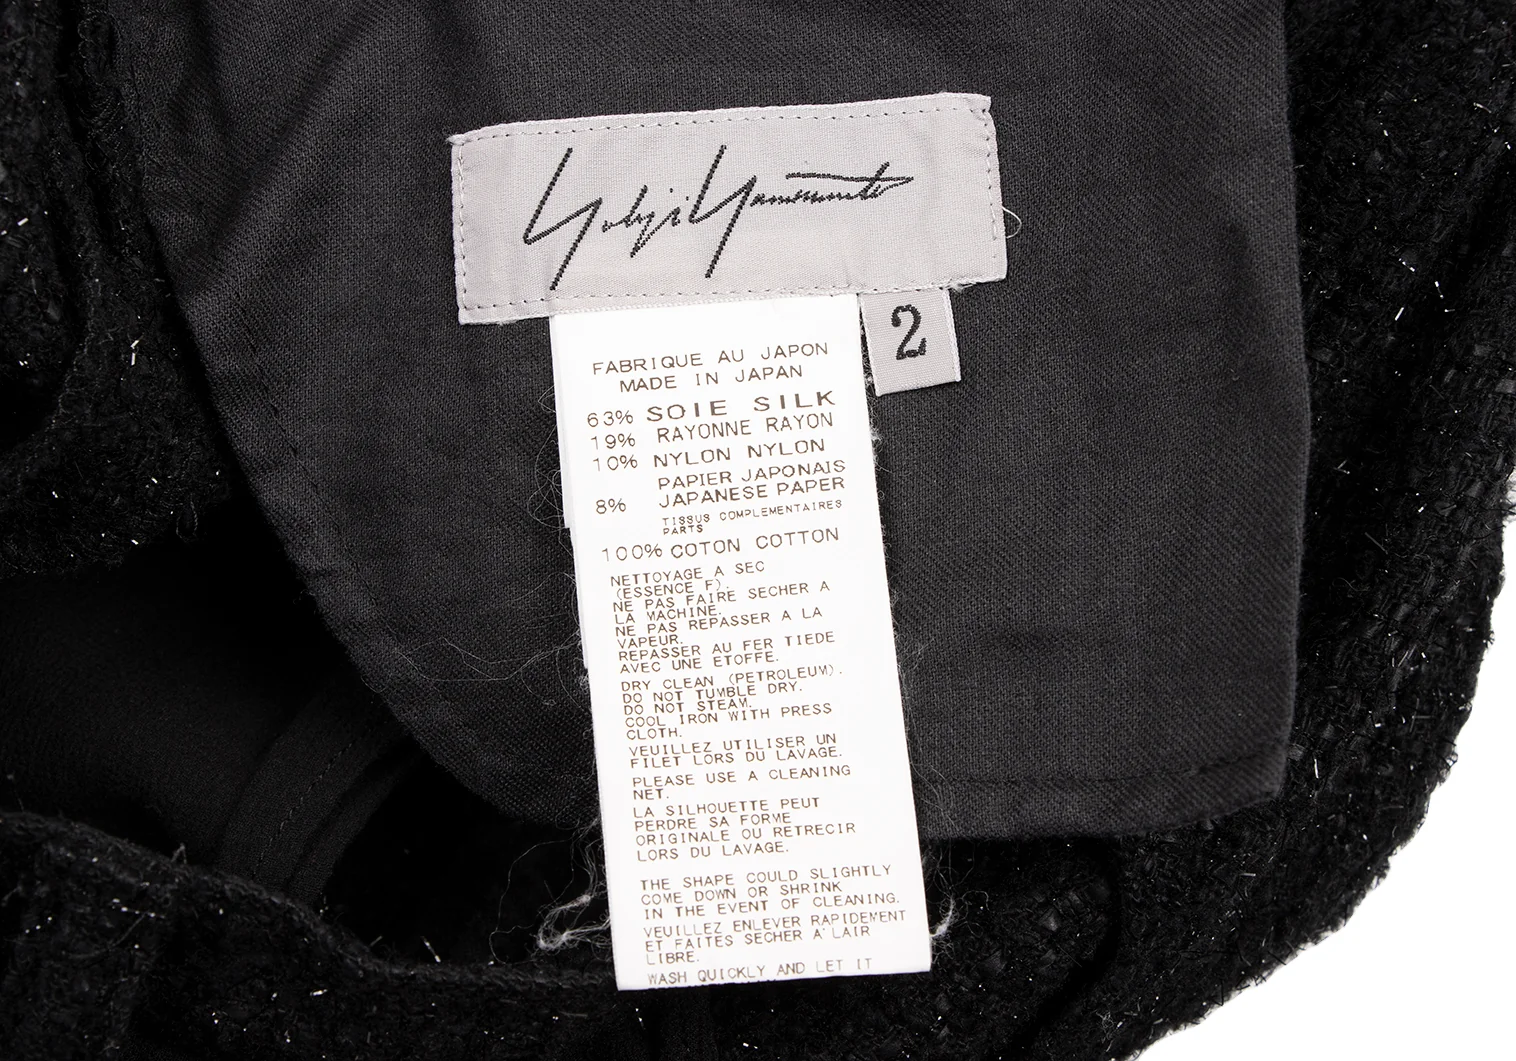 Yohji Yamamoto
2
FABRIQUE AU JAPON
MADE IN JAPAN
63% SOIE SILK
19% RAYONNE RAYON
10% NYLON NYLON
PAPIER JAPONAIS
8% JAPANESE PAPER
TISSUS COMPLEMENTAIRES
PARTS
100% COTON COTTON
NETTOYAGE A SEC
(ESSENCE F).
NE PAS FAIRE SECHER A
LA MACHINE.
NE PAS REPASSER A LA
VAPEUR.
REPASSER AU FER TIEDE
AVEC UNE ETOFFE.
DRY CLEAN (PETROLEUM).
DO NOT TUMBLE DRY.
DO NOT STEAM.
COOL IRON WITH PRESS
CLOTH.
VEUILLEZ UTILISER UN
FILET LORS DU LAVAGE.
PLEASE USE A CLEANING
NET.
LA SILHOUETTE PEUT
PERDRE SA FORME
ORIGINALE OU RETRECIR
LORS DU LAVAGE.
THE SHAPE COULD SLIGHTLY
COME DOWN OR SHRINK
IN THE EVENT OF CLEANING.
VEUILLEZ ENLEVER RAPIDEMENT
ET FAITES SECHER A'LAIR
LIBRE.
WASH QUICKLY AND LET IT